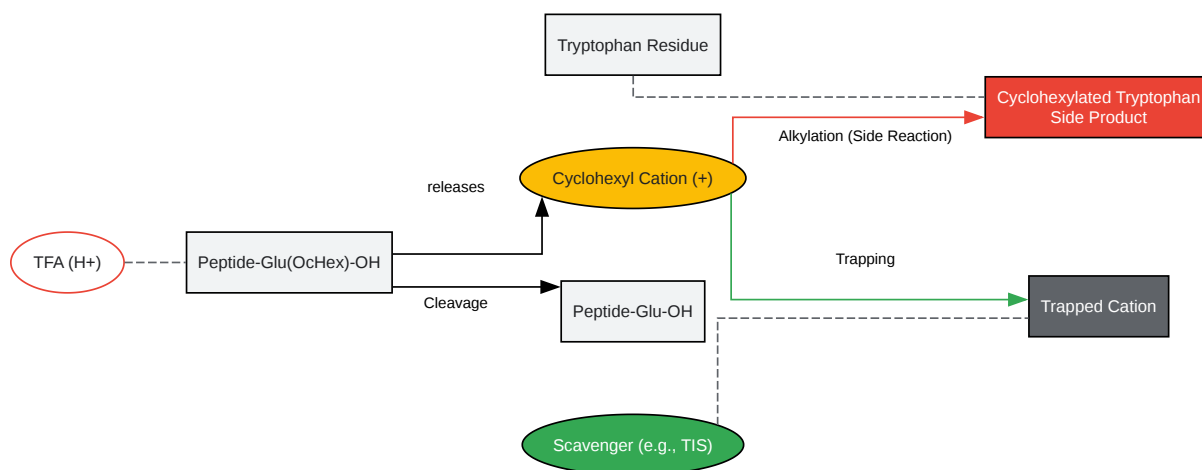 Tryptophan Residue
Cyclohexylated Tryptophan
Side Product
Alkylation (Side Reaction)
Cyclohexyl Cation (+)
releases
TFA (H+)
Peptide-Glu(OcHex)-OH
Trapping
Cleavage
Peptide-Glu-OH
Trapped Cation
Scavenger (e.g., TIS)